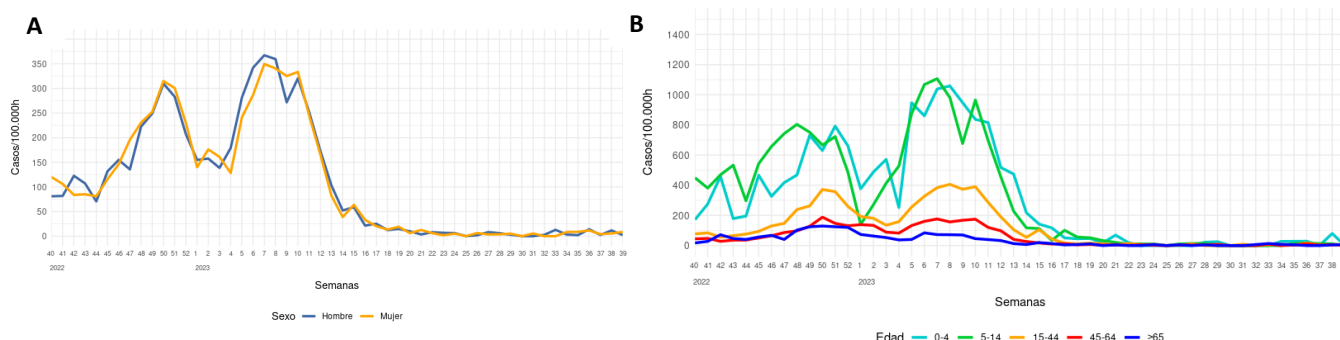 A
Casos/100.000h
350
300
250
200
150
100
50
0
40 41 42 43 44 45 46 47 48 49 50 51 52 1 2 3 4 5 6 7 8 9 10 11 12 13 14 15 16 17 18 19 20 21 22 23 24 25 26 27 28 29 30 31 32 33 34 35 36 37 38 39
2022 2023
Semanas
Sexo Hombre Mujer
B
Casos/100.000h
1400
1200
1000
800
600
400
200
0
40 41 42 43 44 45 46 47 48 49 50 51 52 1 2 3 4 5 6 7 8 9 10 11 12 13 14 15 16 17 18 19 20 21 22 23 24 25 26 27 28 29 30 31 32 33 34 35 36 37 38
2022 2023
Semanas
Edad 0-4 5-14 15-44 45-64 ≥65